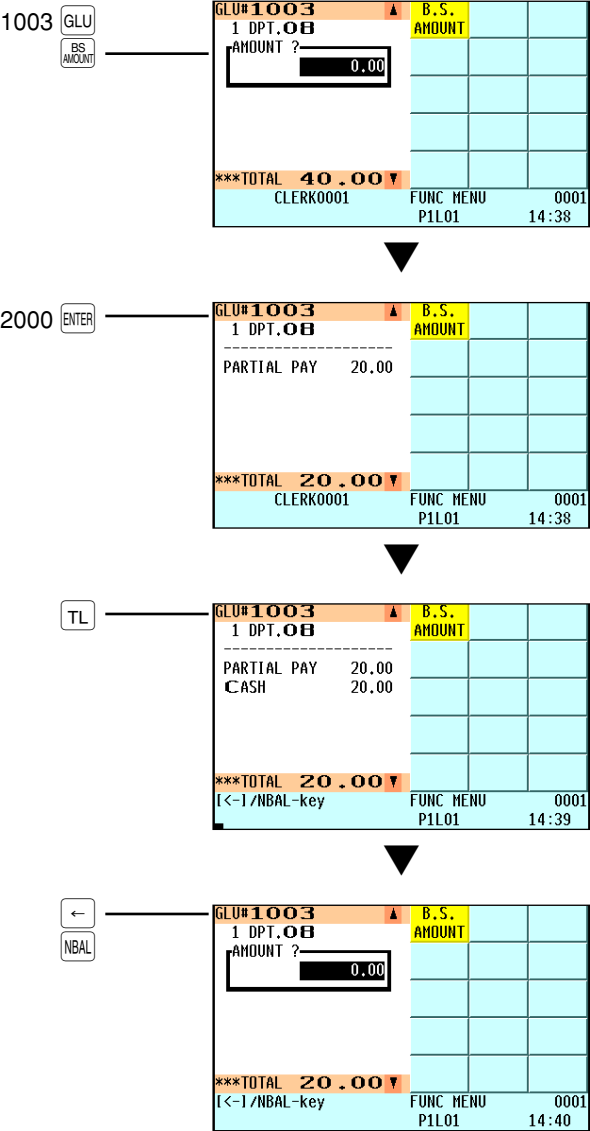 1003 GLU
BS AMOUNT
GLU#1003 B.S.
1 DPT.08 AMOUNT
AMOUNT ?
0.00
***TOTAL 40.00
CLERK0001 FUNC MENU 0001
P1L01 14:38
2000 ENTER
GLU#1003 B.S.
1 DPT.08 AMOUNT
--------------------
PARTIAL PAY 20.00
***TOTAL 20.00
CLERK0001 FUNC MENU 0001
P1L01 14:38
TL
GLU#1003 B.S.
1 DPT.08 AMOUNT
--------------------
PARTIAL PAY 20.00
CASH 20.00
***TOTAL 20.00
[<-]/NBAL-key FUNC MENU 0001
P1L01 14:39
←
NBAL
GLU#1003 B.S.
1 DPT.08 AMOUNT
AMOUNT ?
0.00
***TOTAL 20.00
[<-]/NBAL-key FUNC MENU 0001
P1L01 14:40